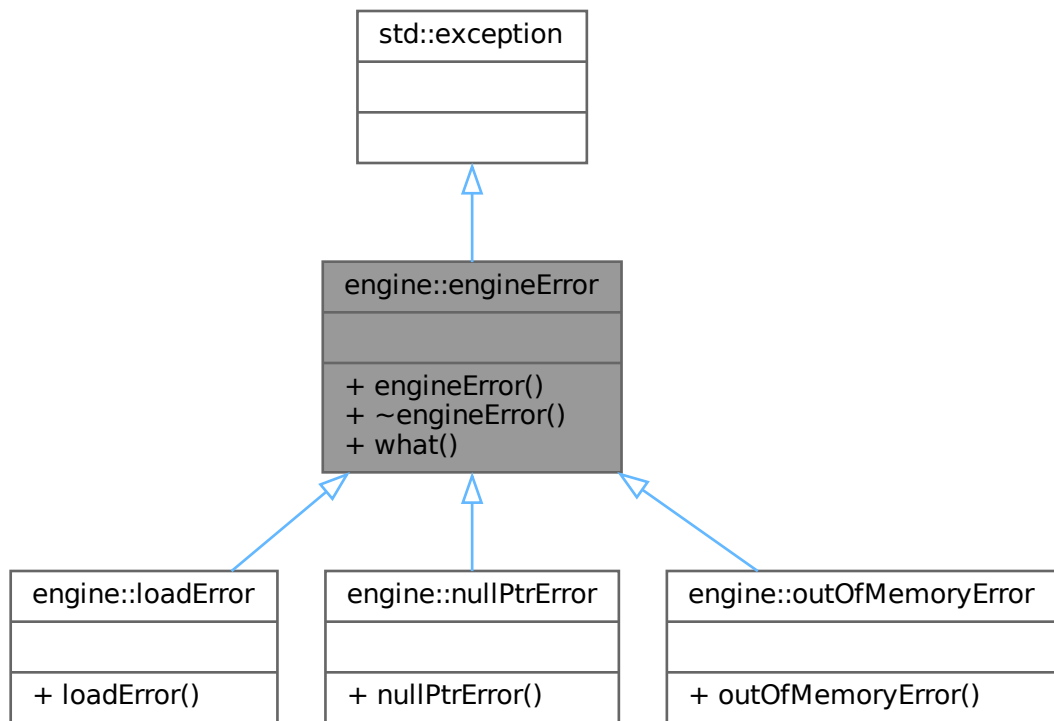 std::exception
engine::engineError
+ engineError()
+ ~engineError()
+ what()
engine::loadError
+ loadError()
engine::nullPtrError
+ nullPtrError()
engine::outOfMemoryError
+ outOfMemoryError()